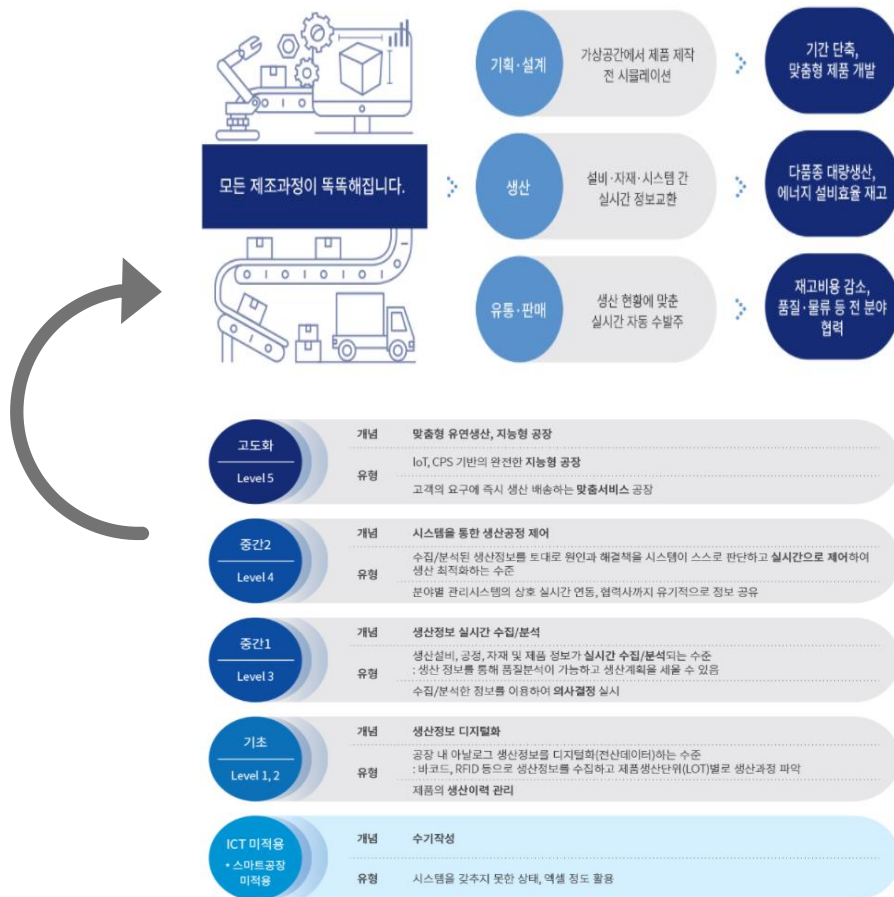 기획·설계
가상공간에서 제품 제작
전 시뮬레이션
기간 단축,
맞춤형 제품 개발
모든 제조과정이 똑똑해집니다.
생산
설비·자재·시스템 간
실시간 정보교환
다품종 대량생산,
에너지 설비효율 재고
유통·판매
생산 현황에 맞춘
실시간 자동 수발주
재고비용 감소,
품질·물류 등 전 분야
협력
고도화
Level 5
개념
맞춤형 유연생산, 지능형 공장
유형
IoT, CPS 기반의 완전한 지능형 공장
고객의 요구에 즉시 생산 배송하는 맞춤서비스 공장
중간2
Level 4
개념
시스템을 통한 생산공정 제어
유형
수집/분석된 생산정보를 토대로 원인과 해결책을 시스템이 스스로 판단하고 실시간으로 제어하여
생산 최적화하는 수준
분야별 관리시스템의 상호 실시간 연동, 협력사까지 유기적으로 정보 공유
중간1
Level 3
개념
생산정보 실시간 수집/분석
유형
생산설비, 공정, 자재 및 제품 정보가 실시간 수집/분석되는 수준
: 생산 정보를 통해 품질분석이 가능하고 생산계획을 세울 수 있음
수집/분석한 정보를 이용하여 의사결정 실시
기초
Level 1, 2
개념
생산정보 디지털화
유형
공장 내 아날로그 생산정보를 디지털화(전산데이터)하는 수준
: 바코드, RFID 등으로 생산정보를 수집하고 제품생산단위(LOT)별로 생산과정 파악
제품의 생산이력 관리
ICT 미적용
* 스마트공장
미적용
개념
수기작성
유형
시스템을 갖추지 못한 상태, 엑셀 정도 활용